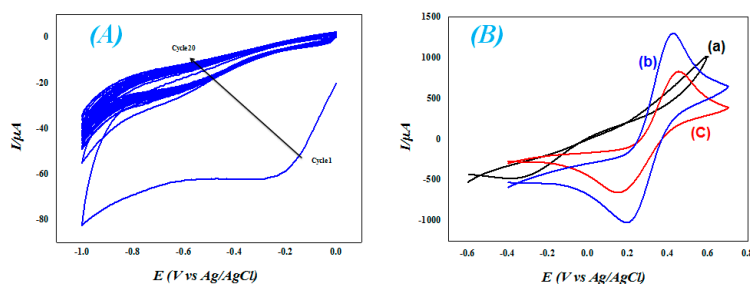 (A)
Cycle20
Cycle1
0
-20
-40
-60
-80
I/µA
-1.0
-0.8
-0.6
-0.4
-0.2
0.0
E (V vs Ag/AgCl)
(B)
(a)
(b)
(C)
1500
1000
500
0
-500
-1000
I/µA
-0.6
-0.4
-0.2
0.0
0.2
0.4
0.6
0.8
E (V vs Ag/AgCl)